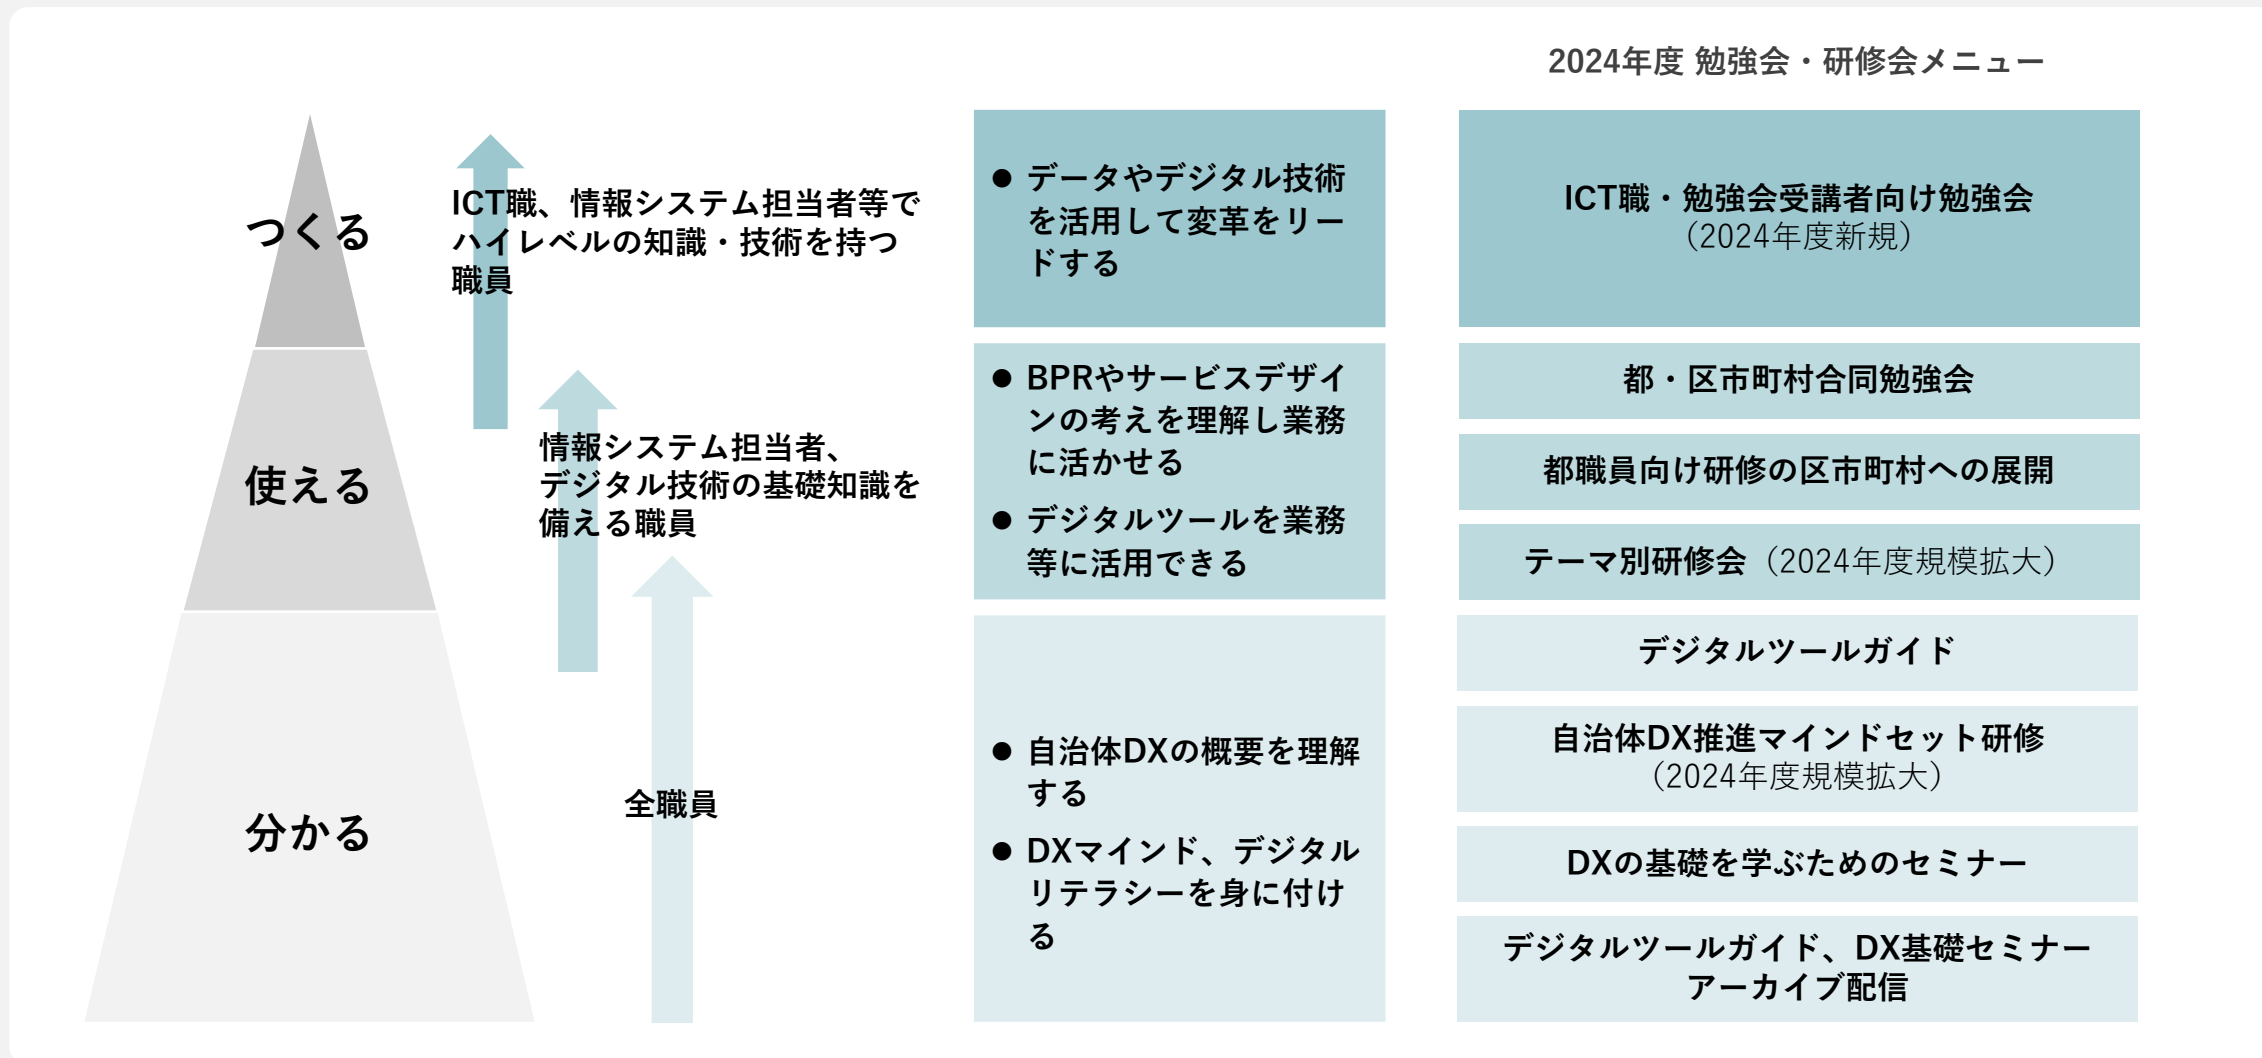 2024年度 勉強会・研修会メニュー
つくる
ICT職、情報システム担当者等で
ハイレベルの知識・技術を持つ
職員
● データやデジタル技術
を活用して変革をリー
ドする
ICT職・勉強会受講者向け勉強会
（2024年度新規）
使える
情報システム担当者、
デジタル技術の基礎知識を
備える職員
● BPRやサービスデザイ
ンの考えを理解し業務
に活かせる
● デジタルツールを業務
等に活用できる
都・区市町村合同勉強会
都職員向け研修の区市町村への展開
テーマ別研修会（2024年度規模拡大）
分かる
全職員
● 自治体DXの概要を理解
する
● DXマインド、デジタル
リテラシーを身に付け
る
デジタルツールガイド
自治体DX推進マインドセット研修
（2024年度規模拡大）
DXの基礎を学ぶためのセミナー
デジタルツールガイド、DX基礎セミナー
アーカイブ配信